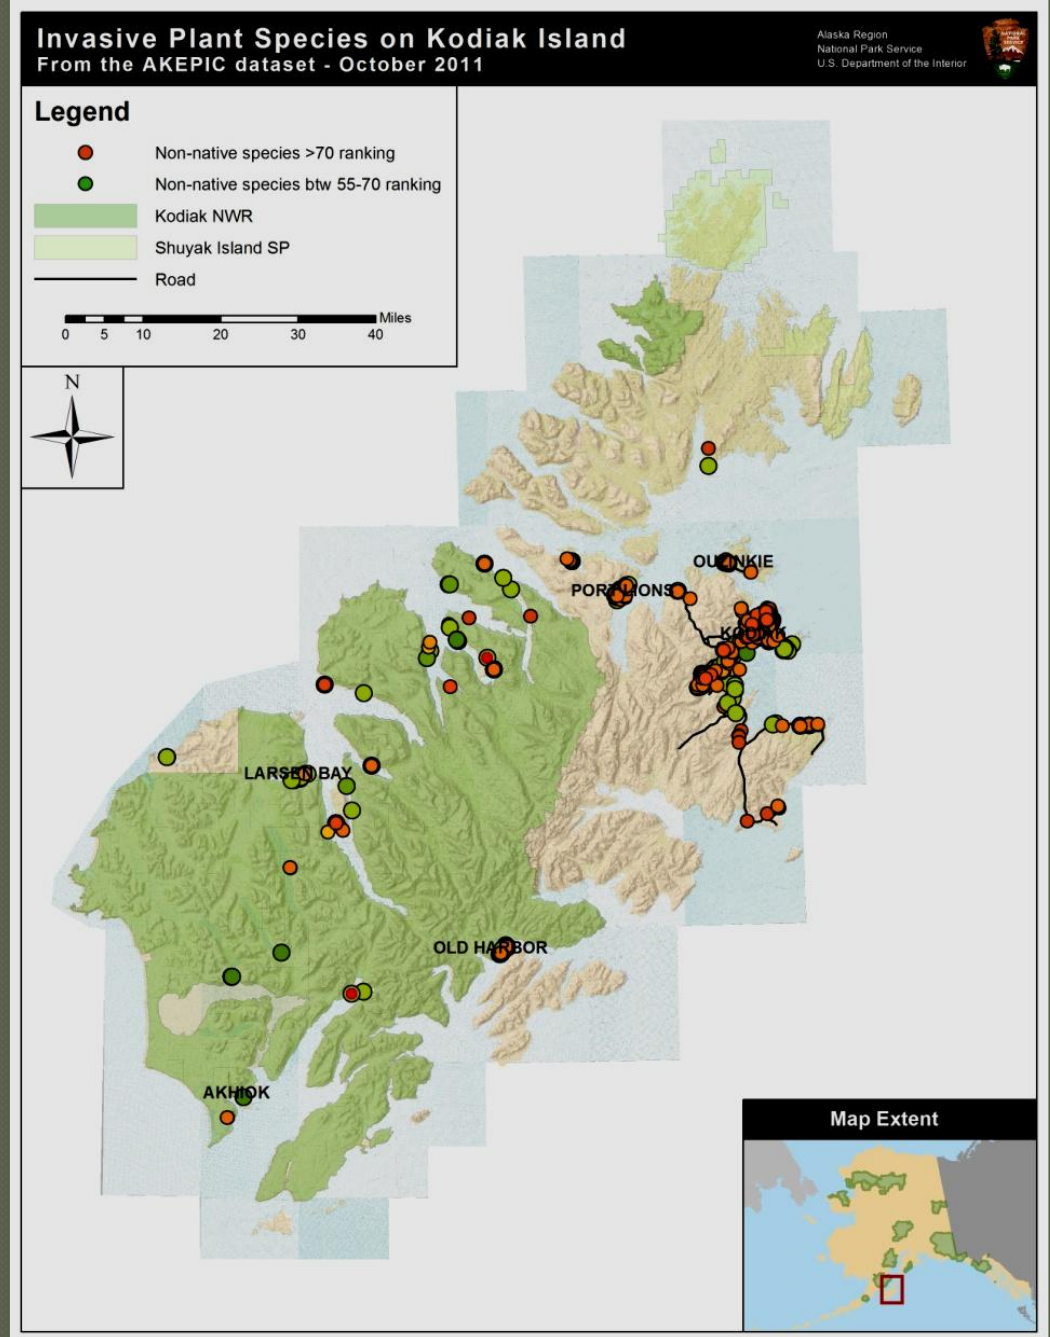 Invasive Plant Species on Kodiak Island
From the AKEPIC dataset - October 2011
Alaska Region
National Park Service
U.S. Department of the Interior
NATIONAL
PARK
SERVICE
Legend
Non-native species >70 ranking
Non-native species btw 55-70 ranking
Kodiak NWR
Shuyak Island SP
Road
Miles
0 5 10 20 30 40
N
OUZINKIE
PORT LIONS
KODIAK
LARSEN BAY
OLD HARBOR
AKHIOK
Map Extent